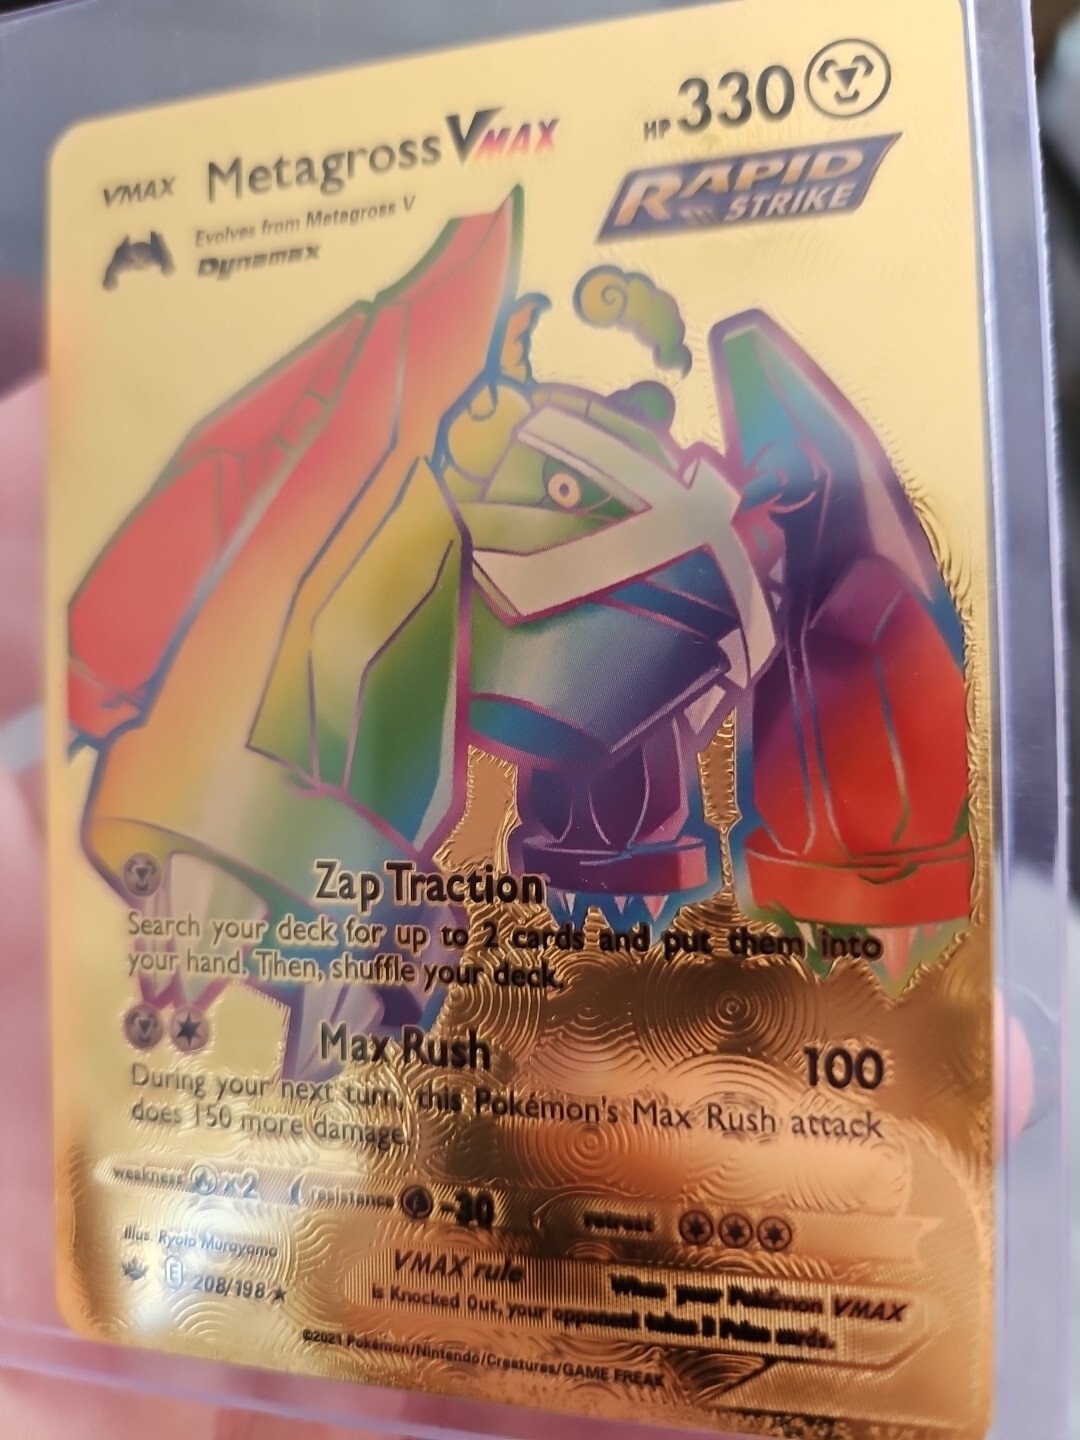 HP 330
VMAX Metagross VMAX
RAPID STRIKE
Evolves from Metagross V
Dynamax
Zap Traction
Search your deck for up to 2 cards and put them into
your hand. Then, shuffle your deck.
Max Rush 100
During your next turn, this Pokémon's Max Rush attack
does 150 more damage.
weakness x2 resistance -30 retreat
Illus. Ryota Murayama
VMAX rule When your Pokémon VMAX
is Knocked Out, your opponent takes 3 Prize cards.
E 208/198
©2021 Pokémon/Nintendo/Creatures/GAME FREAK